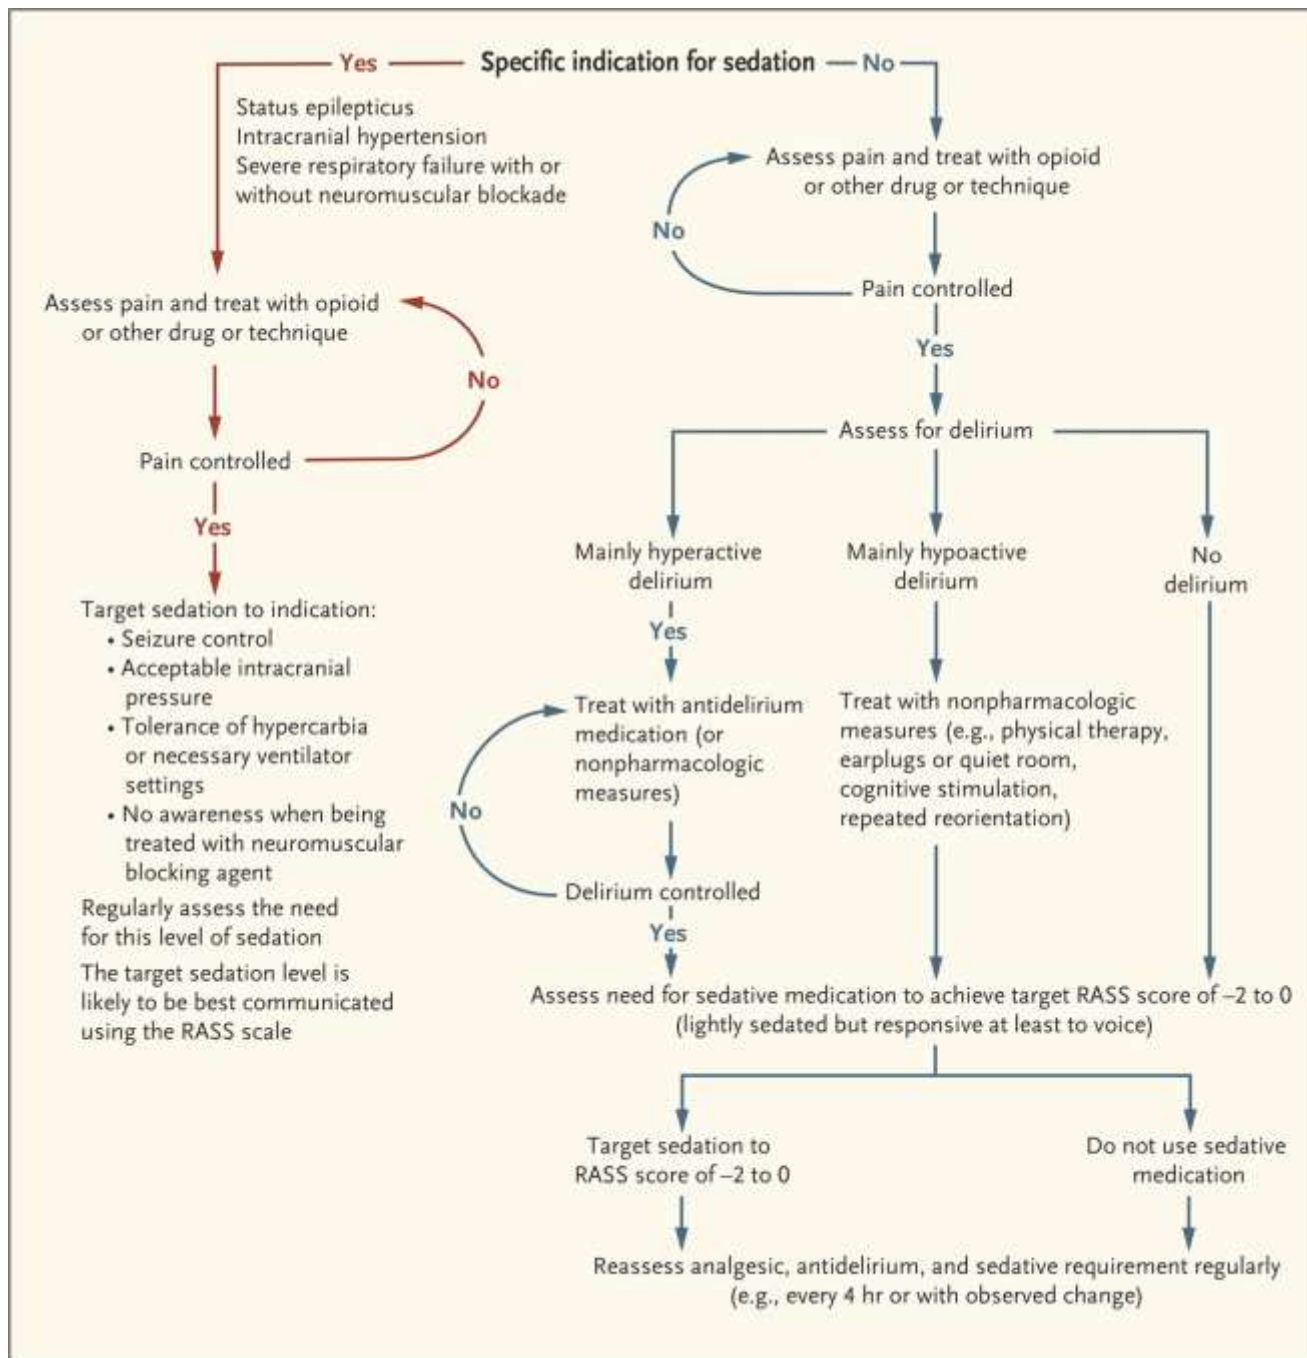 Yes
Specific indication for sedation
No
Status epilepticus
Intracranial hypertension
Severe respiratory failure with or
without neuromuscular blockade
Assess pain and treat with opioid
or other drug or technique
No
Pain controlled
Yes
Target sedation to indication:
• Seizure control
• Acceptable intracranial
pressure
• Tolerance of hypercarbia
or necessary ventilator
settings
• No awareness when being
treated with neuromuscular
blocking agent
Regularly assess the need
for this level of sedation
The target sedation level is
likely to be best communicated
using the RASS scale
Assess pain and treat with opioid
or other drug or technique
No
Pain controlled
Yes
Assess for delirium
Mainly hyperactive
delirium
Yes
Treat with antidelirium
medication (or
nonpharmacologic
measures)
No
Delirium controlled
Yes
Mainly hypoactive
delirium
Treat with nonpharmacologic
measures (e.g., physical therapy,
earplugs or quiet room,
cognitive stimulation,
repeated reorientation)
No
delirium
Assess need for sedative medication to achieve target RASS score of –2 to 0
(lightly sedated but responsive at least to voice)
Target sedation to
RASS score of –2 to 0
Do not use sedative
medication
Reassess analgesic, antidelirium, and sedative requirement regularly
(e.g., every 4 hr or with observed change)